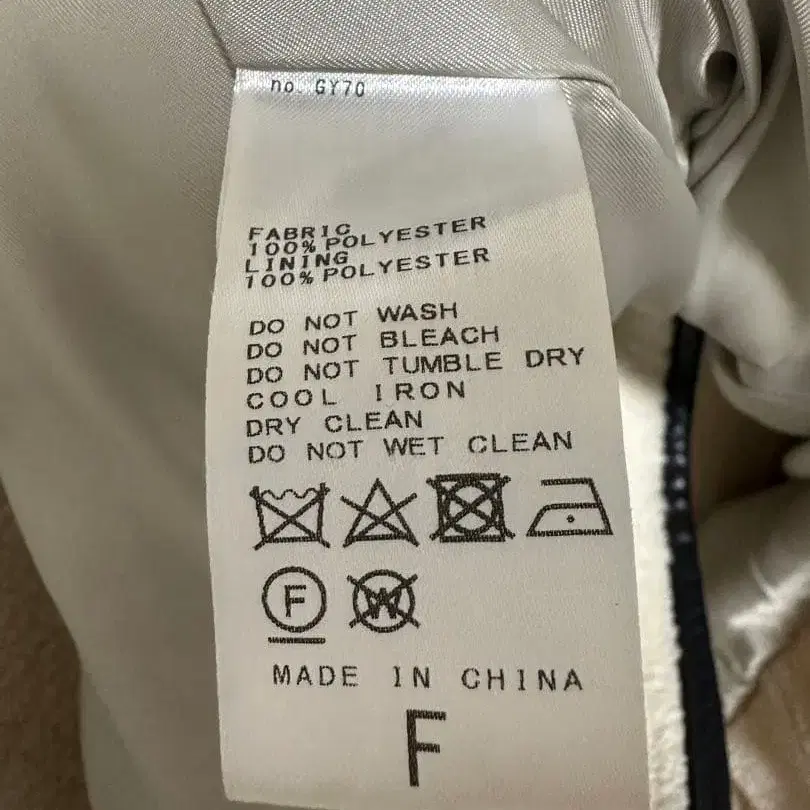 no. GY70
FABRIC
100% POLYESTER
LINING
100% POLYESTER
DO NOT WASH
DO NOT BLEACH
DO NOT TUMBLE DRY
COOL IRON
DRY CLEAN
DO NOT WET CLEAN
F W
MADE IN CHINA
F